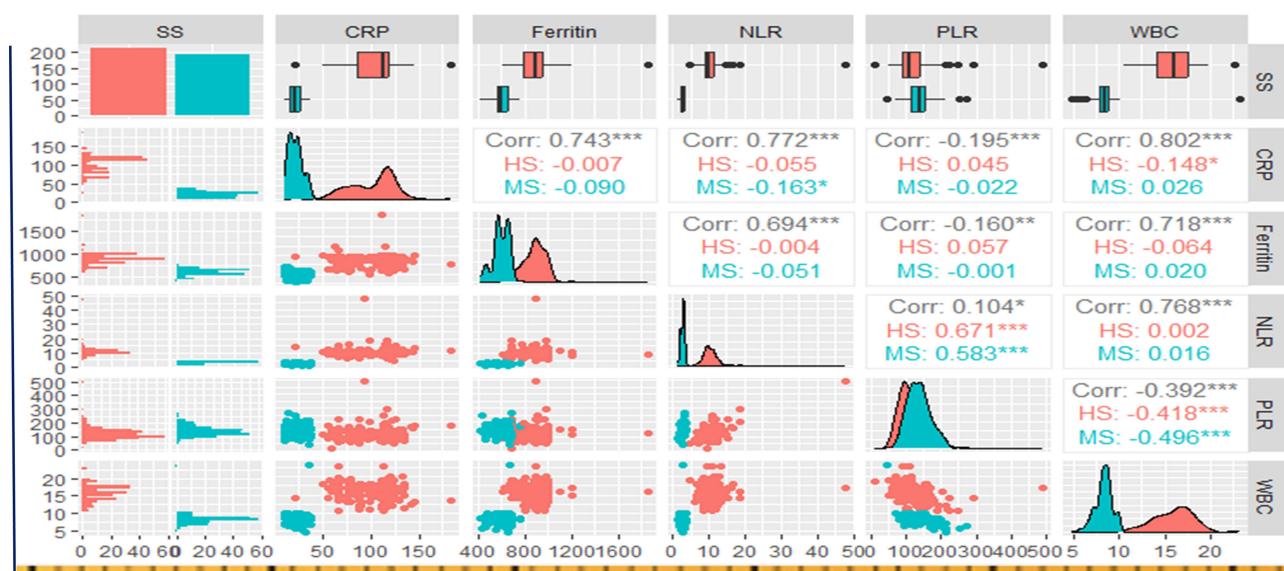 SS CRP Ferritin NLR PLR WBC
200
150
100
50
0
SS
150
100
50
0
Corr: 0.743*** Corr: 0.772*** Corr: -0.195*** Corr: 0.802***
HS: -0.007 HS: -0.055 HS: 0.045 HS: -0.148*
MS: -0.090 MS: -0.163* MS: -0.022 MS: 0.026
CRP
1500
1000
500
Corr: 0.694*** Corr: -0.160** Corr: 0.718***
HS: -0.004 HS: 0.057 HS: -0.064
MS: -0.051 MS: -0.001 MS: 0.020
Ferritin
50
40
30
20
10
0
Corr: 0.104* Corr: 0.768***
HS: 0.671*** HS: 0.002
MS: 0.583*** MS: 0.016
NLR
500
400
300
200
100
0
Corr: -0.392***
HS: -0.418***
MS: -0.496***
PLR
20
15
10
5
WBC
0 20 40 60 0 20 40 60 50 100 150 400 800 1200 1600 0 10 20 30 40 50 0 100 200 300 400 500 5 10 15 20